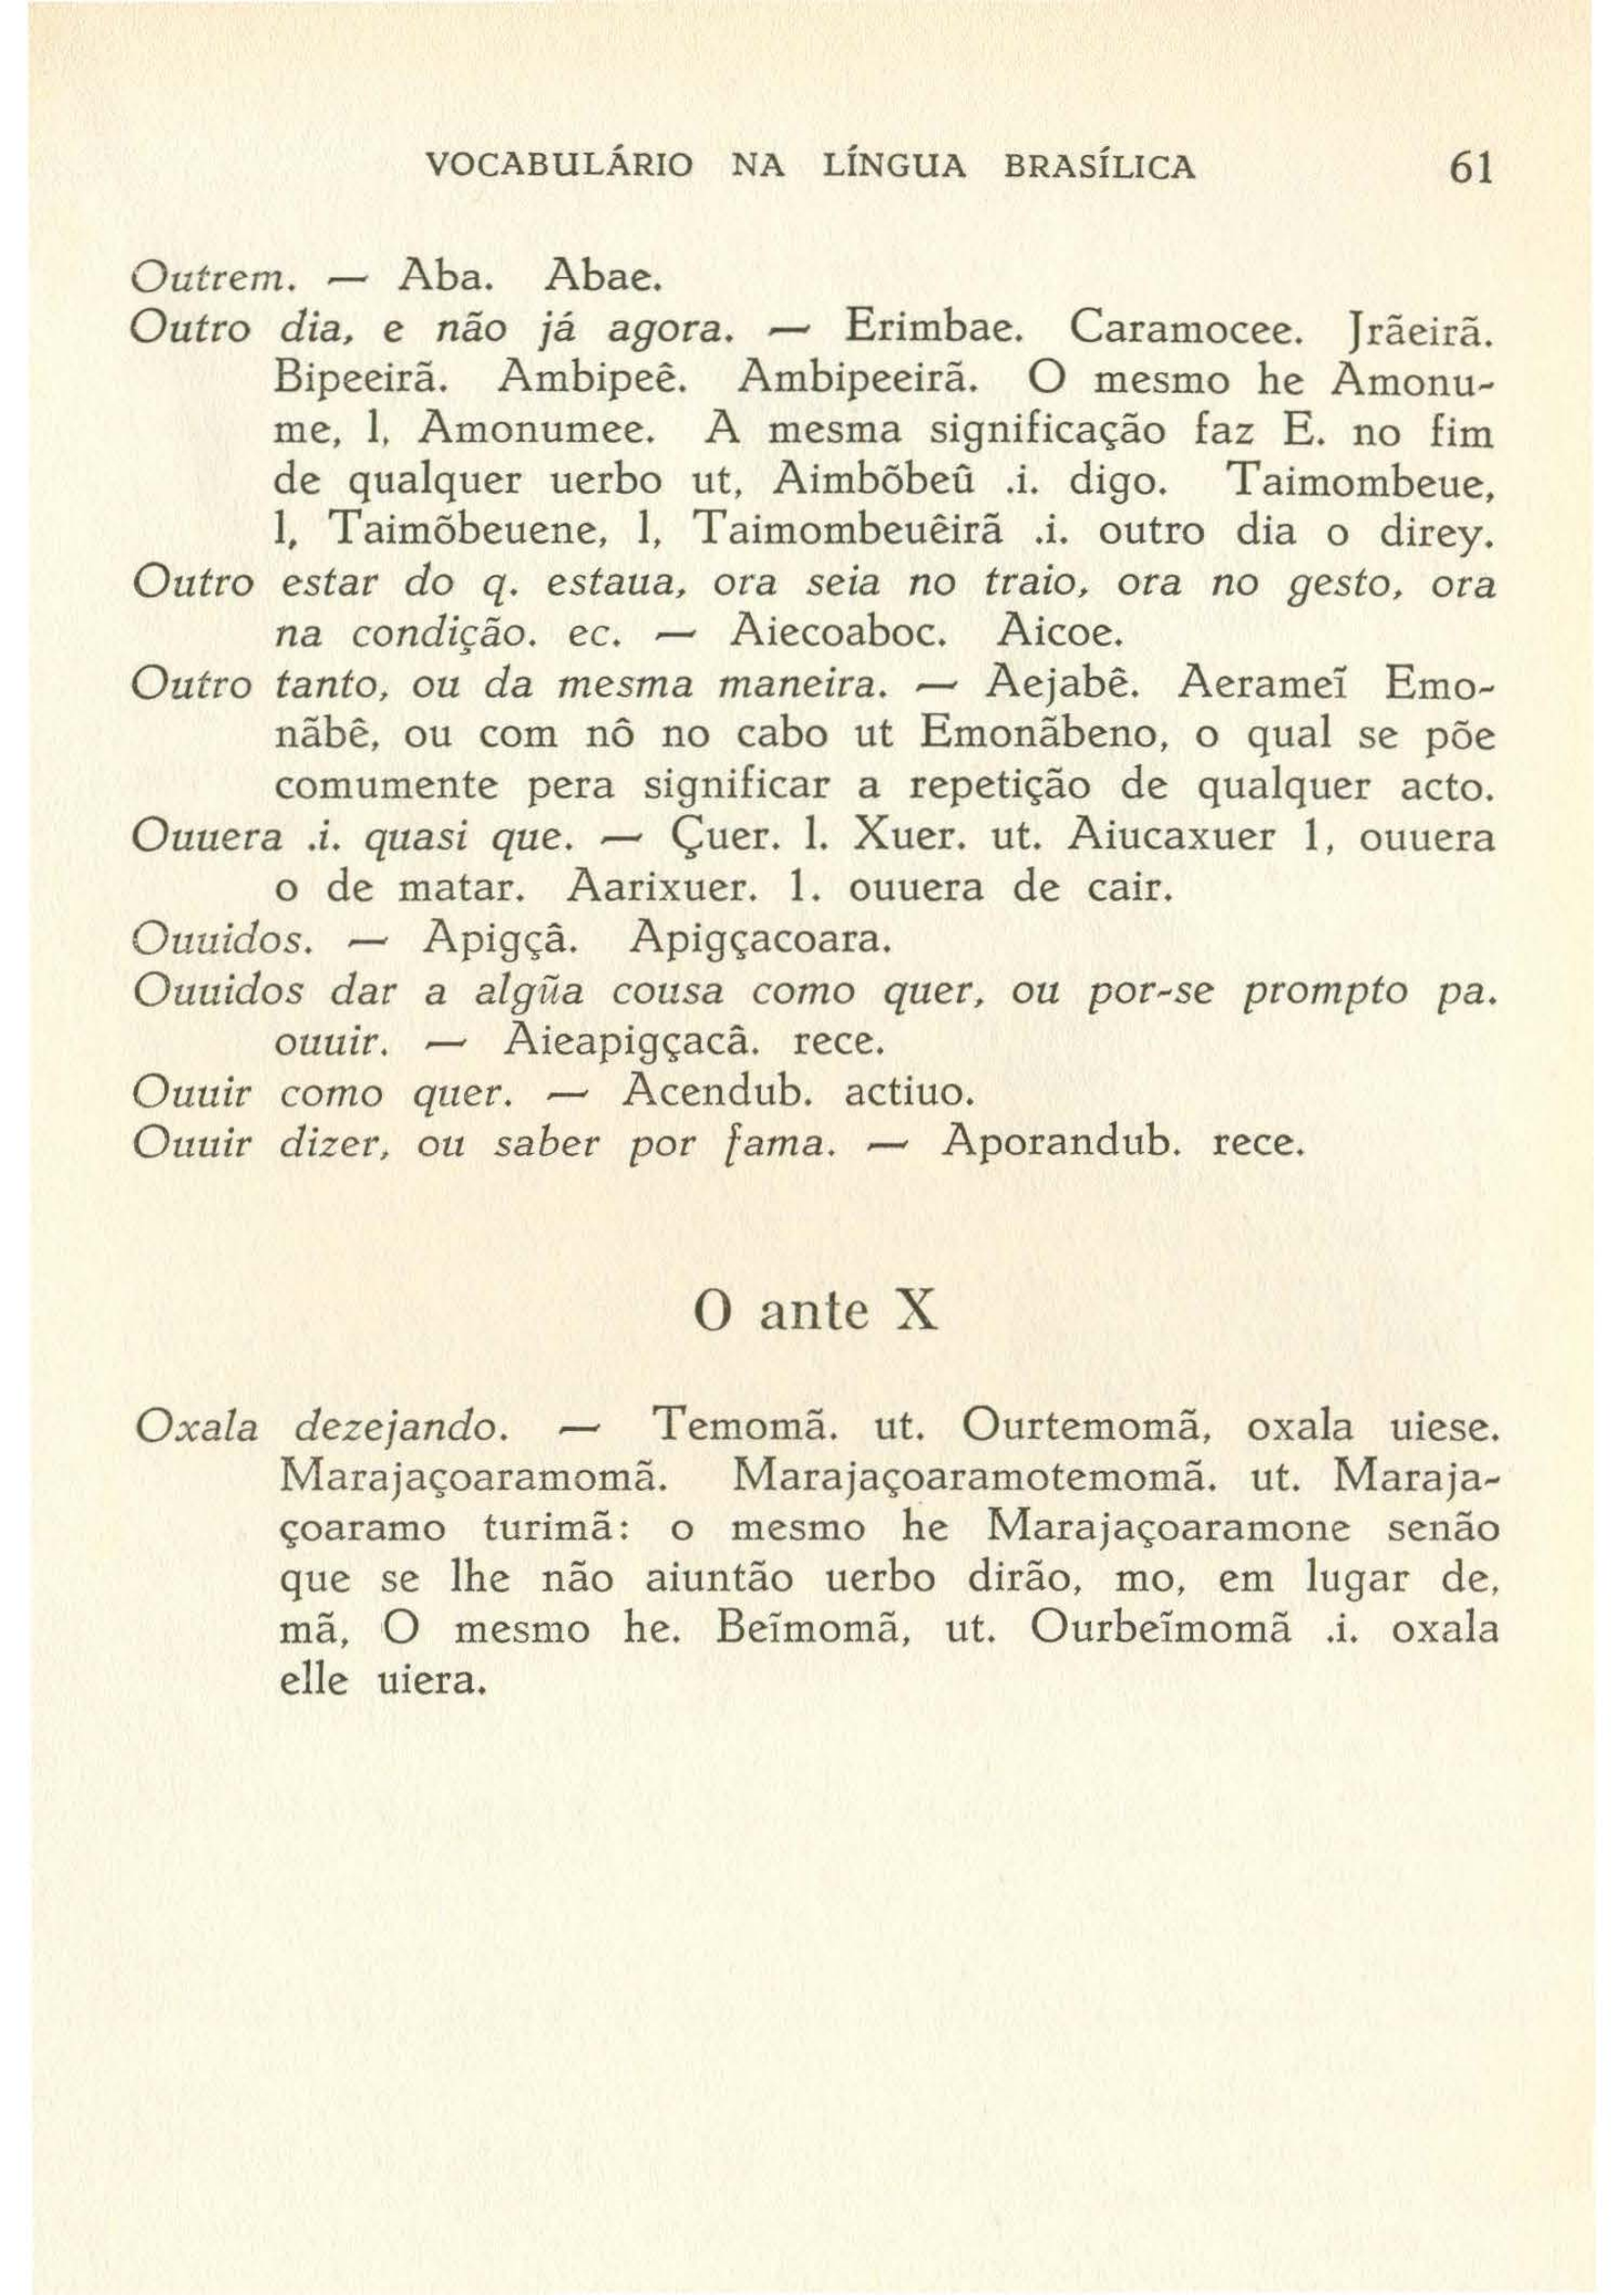 VOCABULÁRIO NA LÍNGUA BRASÍLICA 61
Outrem. — Aba. Abae.
Outro dia, e não já agora. — Erimbae. Caramocee. Jrãeirã.
Bipeeirã. Ambipeê. Ambipeeirã. O mesmo he Amonu-
me, l, Amonumee. A mesma significação faz E. no fim
de qualquer uerbo ut, Aimbõbeû .i. digo. Taimombeue,
l, Taimõbeuene, l, Taimombeuêirã .i. outro dia o direy.
Outro estar do q. estaua, ora seia no traio, ora no gesto, ora
na condição. ec. — Aiecoaboc. Aicoe.
Outro tanto, ou da mesma maneira. — Aejabê. Aerameĩ Emo-
nãbê, ou com nô no cabo ut Emonãbeno, o qual se põe
comumente pera significar a repetição de qualquer acto.
Ouuera .i. quasi que. — Çuer. l. Xuer. ut. Aiucaxuer l, ouuera
o de matar. Aarixuer. l. ouuera de cair.
Ouuidos. — Apigçâ. Apigçacoara.
Ouuidos dar a algũa cousa como quer, ou por-se prompto pa.
ouuir. — Aieapigçacâ. rece.
Ouuir como quer. — Acendub. actiuo.
Ouuir dizer, ou saber por fama. — Aporandub. rece.
O ante X
Oxala dezejando. — Temomã. ut. Ourtemomã, oxala uiese.
Marajaçoaramomã. Marajaçoaramotemomã. ut. Maraja-
çoaramo turimã: o mesmo he Marajaçoaramone senão
que se lhe não aiuntão uerbo dirão, mo, em lugar de,
mã, O mesmo he. Beĩmomã, ut. Ourbeĩmomã .i. oxala
elle uiera.